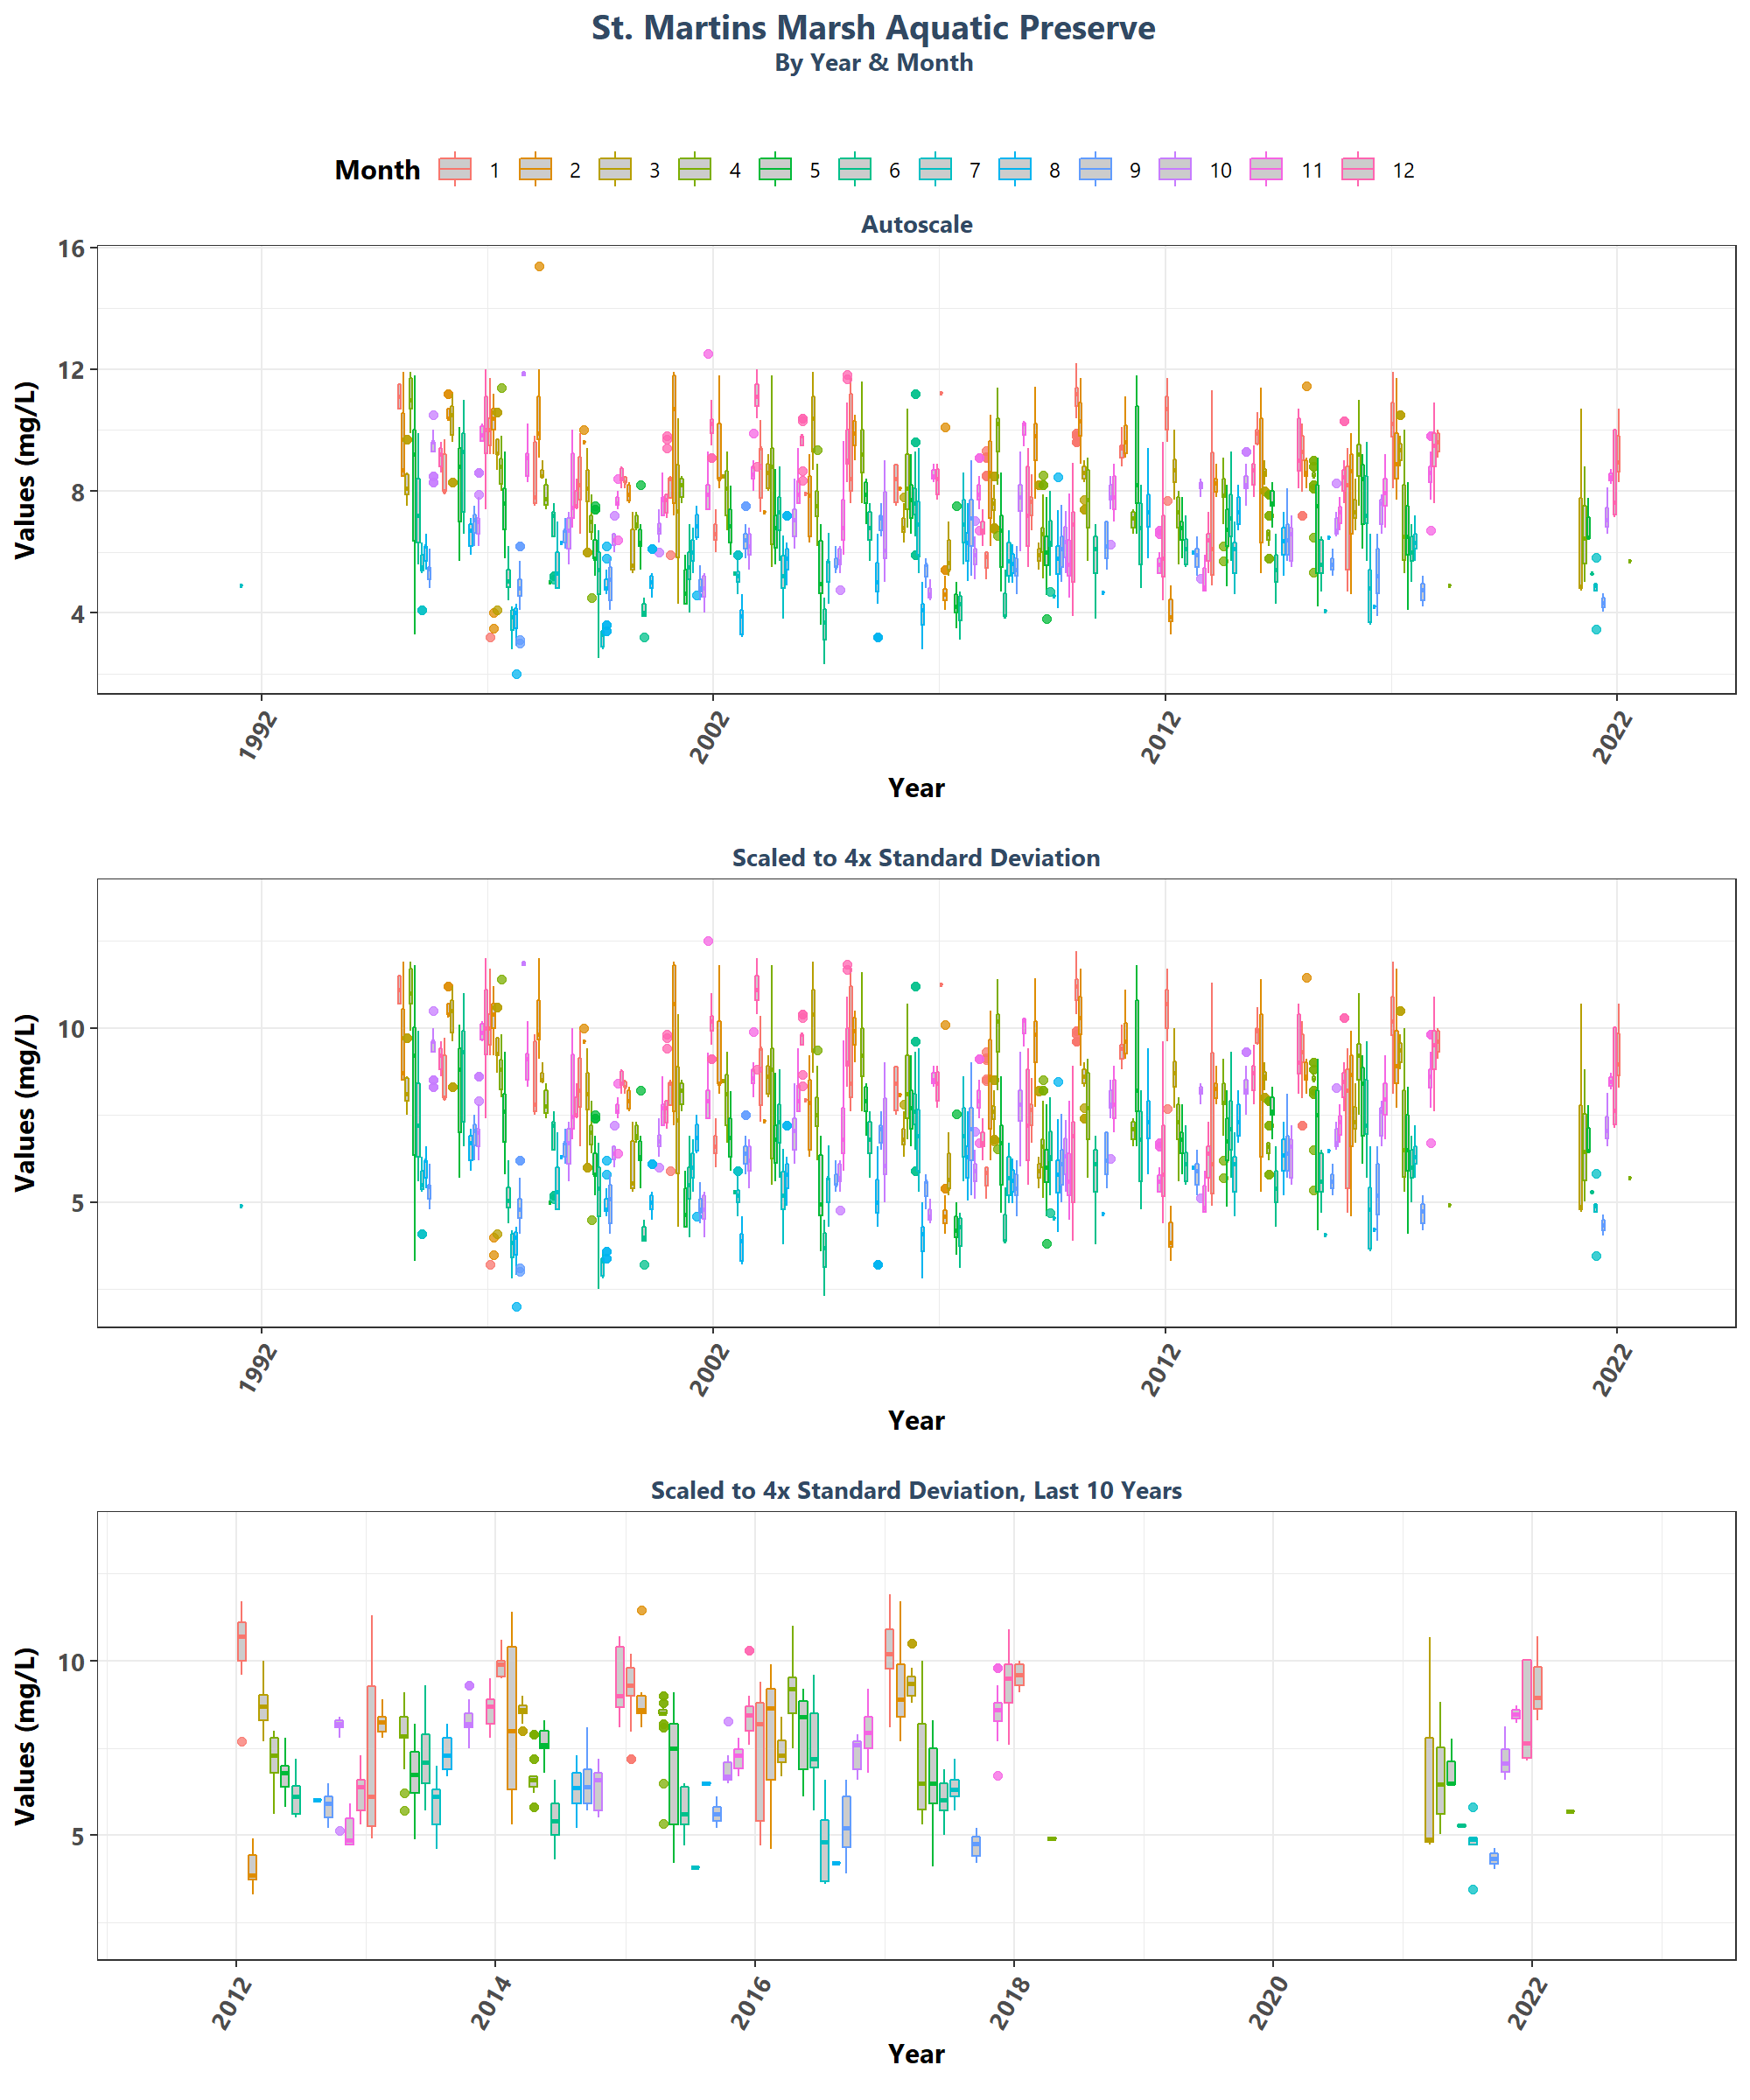 St. Martins Marsh Aquatic Preserve
By Year & Month
Month 1 2 3 4 5 6 7 8 9 10 11 12
Autoscale
16
12
8
4
Values (mg/L)
1992 2002 2012 2022
Year
Scaled to 4x Standard Deviation
10
5
Values (mg/L)
1992 2002 2012 2022
Year
Scaled to 4x Standard Deviation, Last 10 Years
10
5
Values (mg/L)
2012 2014 2016 2018 2020 2022
Year